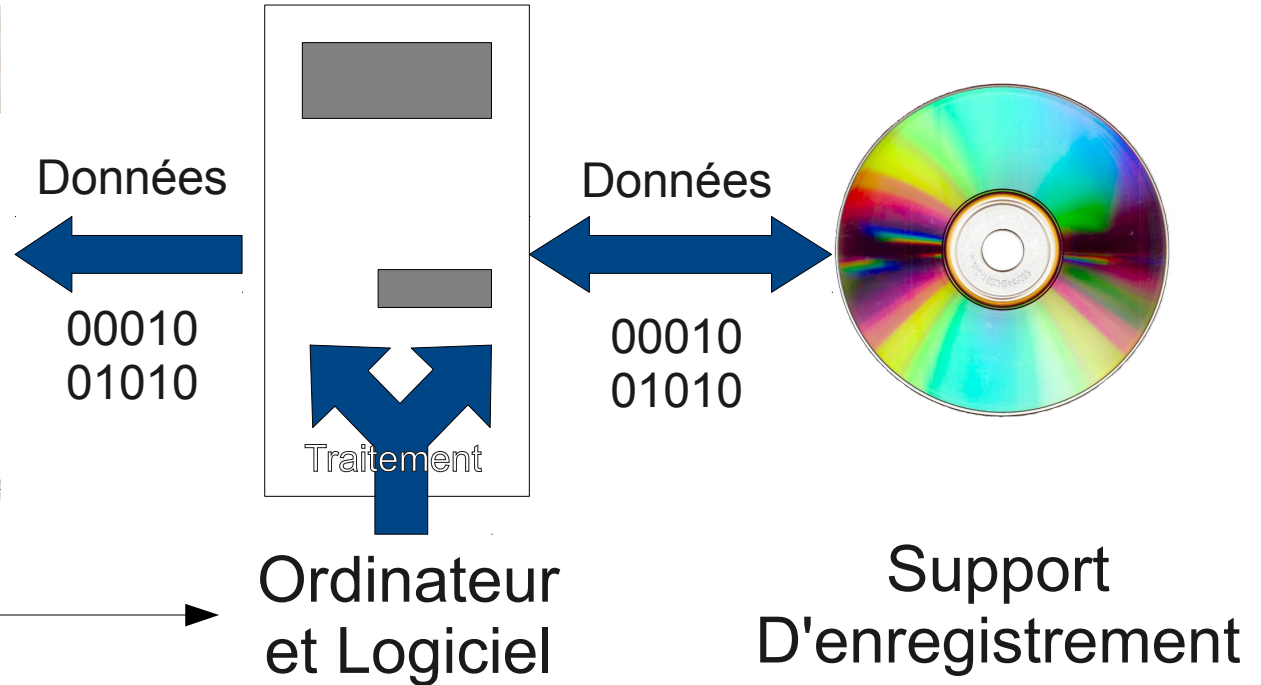 Données
00010
01010
Traitement
Ordinateur
et Logiciel
Données
00010
01010
Support
D'enregistrement